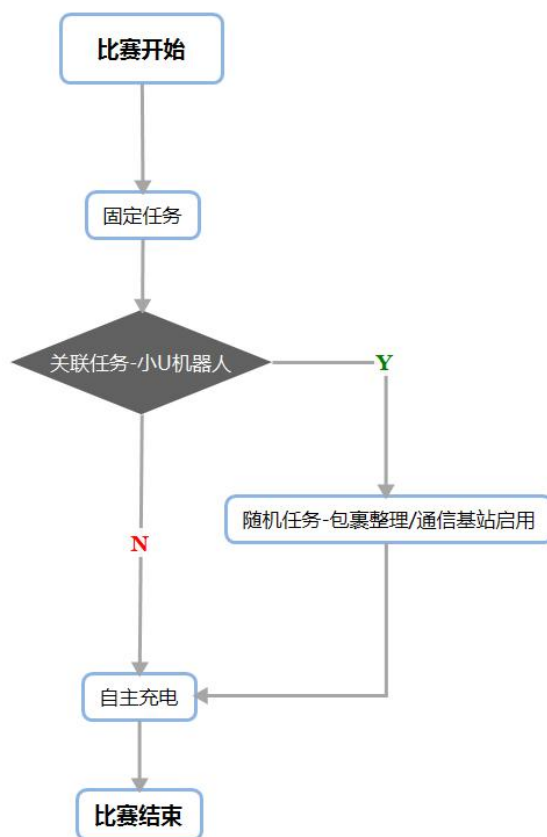 比赛开始
固定任务
关联任务-小U机器人
Y
随机任务-包裹整理/通信基站启用
N
自主充电
比赛结束